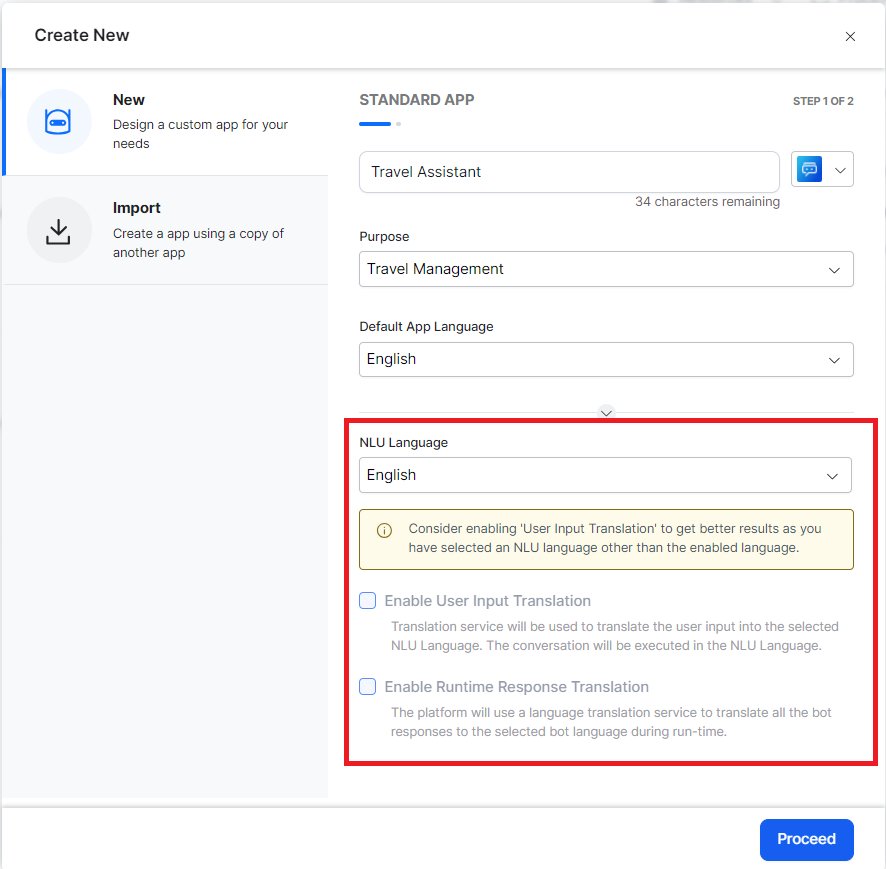 Create New
New
Design a custom app for your
needs
Import
Create a app using a copy of
another app
STANDARD APP
STEP 1 OF 2
Travel Assistant
34 characters remaining
Purpose
Travel Management
Default App Language
English
NLU Language
English
Consider enabling 'User Input Translation' to get better results as you
have selected an NLU language other than the enabled language.
Enable User Input Translation
Translation service will be used to translate the user input into the selected
NLU Language. The conversation will be executed in the NLU Language.
Enable Runtime Response Translation
The platform will use a language translation service to translate all the bot
responses to the selected bot language during run-time.
Proceed